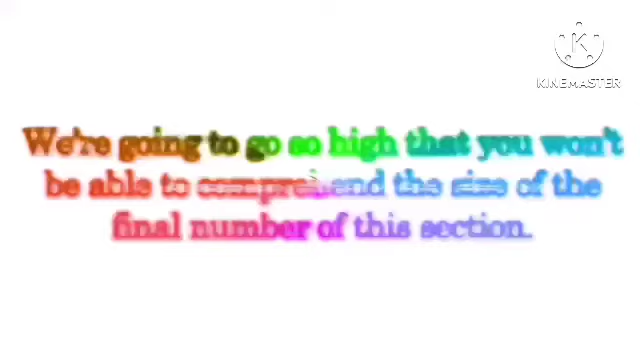 KINEMASTER
We're going to go so high that you won't
be able to comprehend the size of the
final number of this section.